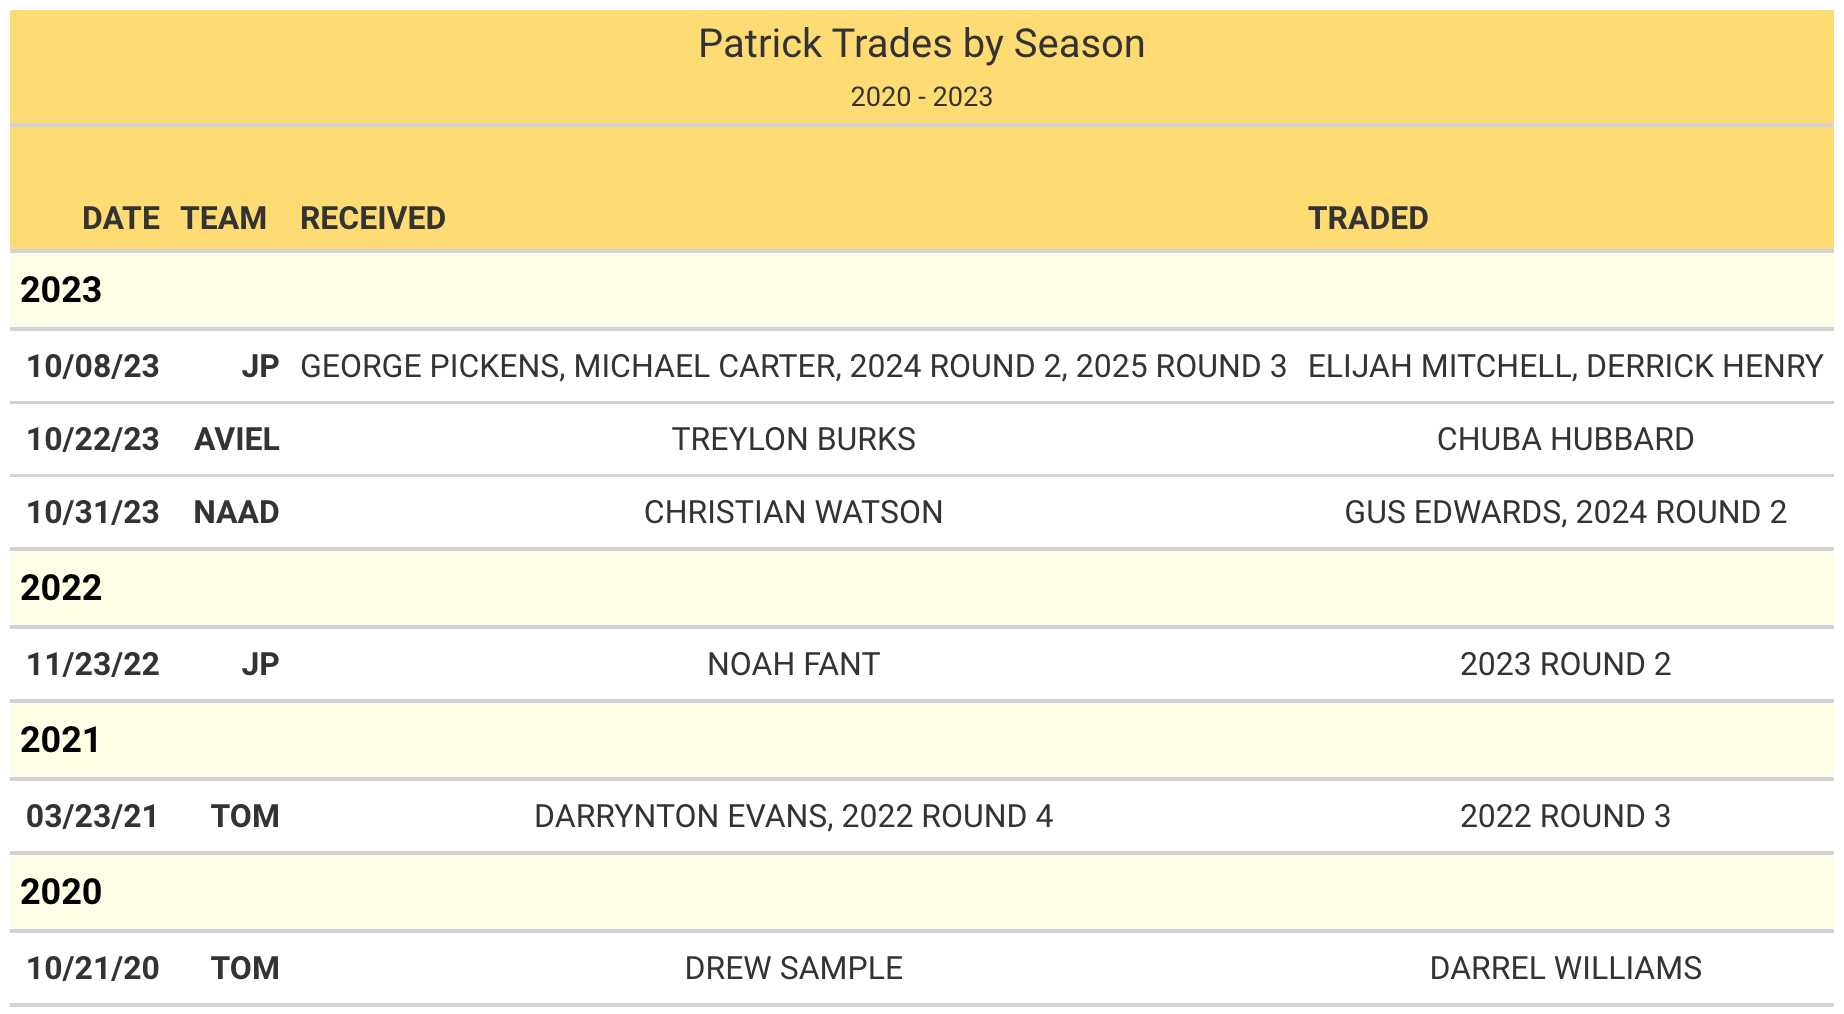 Patrick Trades by Season
2020 - 2023
DATE TEAM RECEIVED TRADED
2023
10/08/23 JP GEORGE PICKENS, MICHAEL CARTER, 2024 ROUND 2, 2025 ROUND 3 ELIJAH MITCHELL, DERRICK HENRY
10/22/23 AVIEL TREYLON BURKS CHUBA HUBBARD
10/31/23 NAAD CHRISTIAN WATSON GUS EDWARDS, 2024 ROUND 2
2022
11/23/22 JP NOAH FANT 2023 ROUND 2
2021
03/23/21 TOM DARRYNTON EVANS, 2022 ROUND 4 2022 ROUND 3
2020
10/21/20 TOM DREW SAMPLE DARREL WILLIAMS